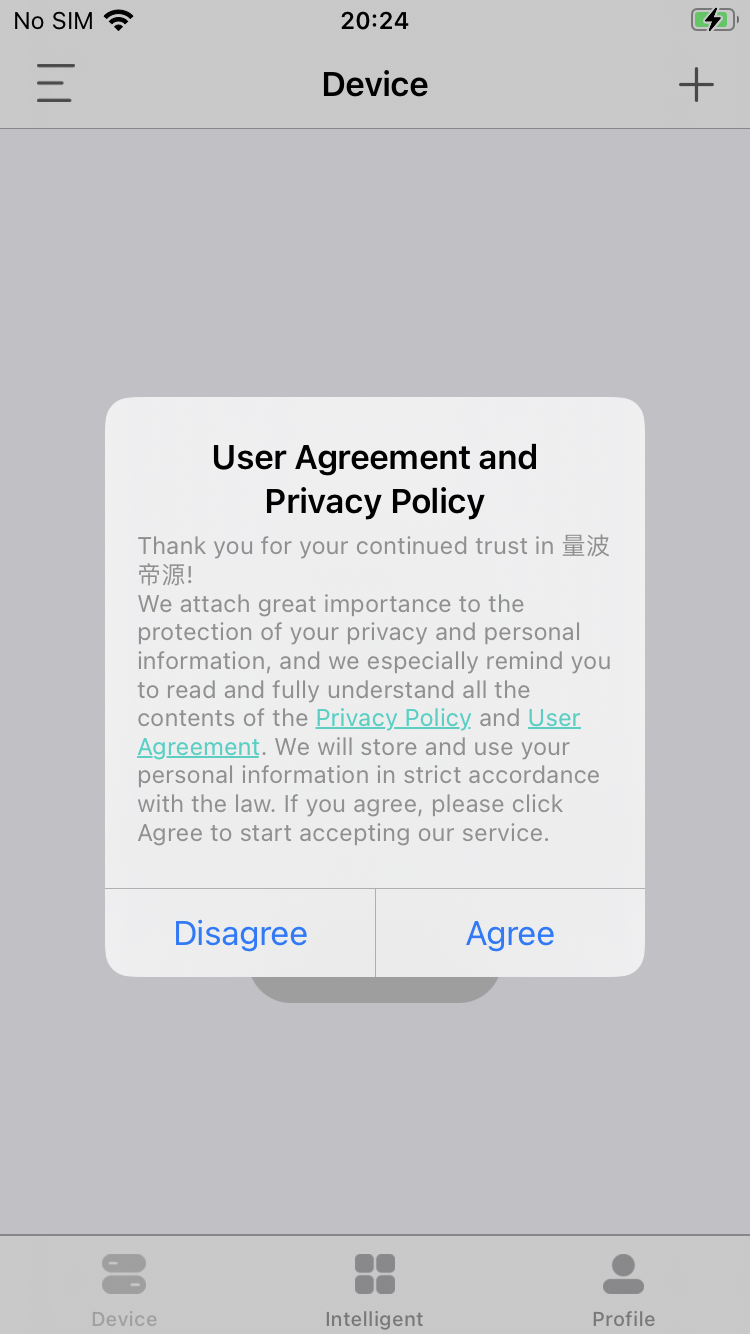 No SIM 20:24
Device
User Agreement and
Privacy Policy
Thank you for your continued trust in 量波
帝源!
We attach great importance to the
protection of your privacy and personal
information, and we especially remind you
to read and fully understand all the
contents of the Privacy Policy and User
Agreement. We will store and use your
personal information in strict accordance
with the law. If you agree, please click
Agree to start accepting our service.
Disagree Agree
Device Intelligent Profile